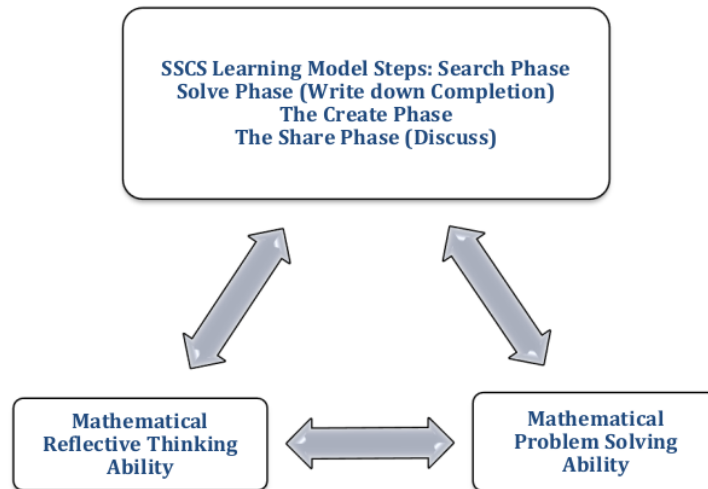 SSCS Learning Model Steps: Search Phase
Solve Phase (Write down Completion)
The Create Phase
The Share Phase (Discuss)
Mathematical
Reflective Thinking
Ability
Mathematical
Problem Solving
Ability